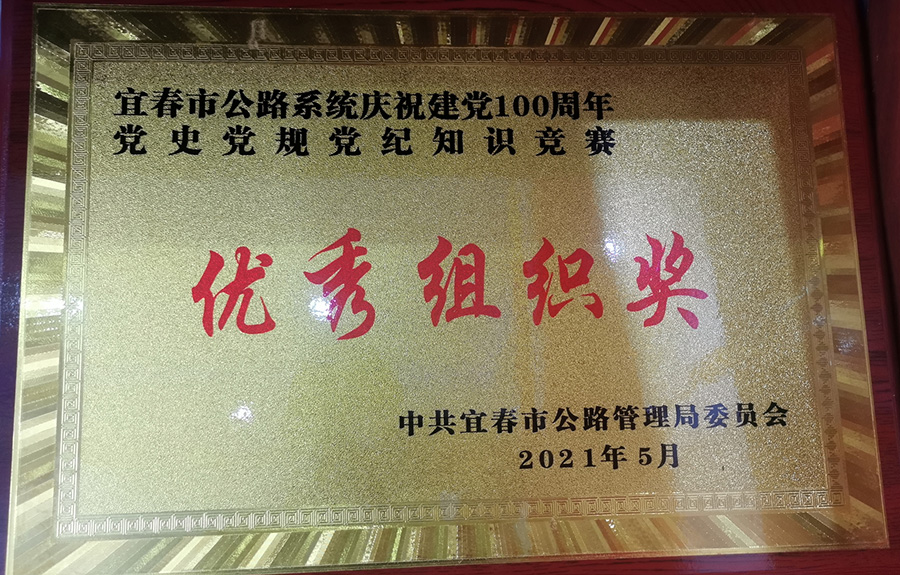 宜春市公路系统庆祝建党100周年
党史党规党纪知识竞赛
优秀组织奖
中共宜春市公路管理局委员会
2021年5月